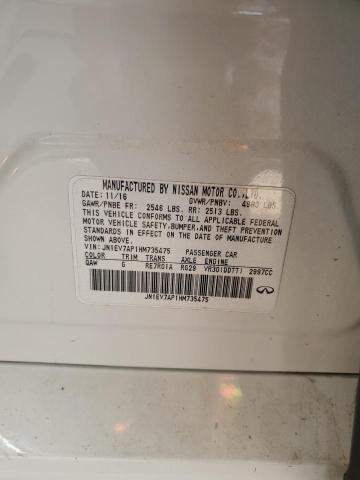 MANUFACTURED BY NISSAN MOTOR CO.,LTD.
DATE: 11/16 GVWR/PNBV: 4980 LBS.
GAWR/PNBE FR: 2546 LBS. RR: 2513 LBS.
THIS VEHICLE CONFORMS TO ALL APPLICABLE FEDERAL
MOTOR VEHICLE SAFETY,BUMPER,AND THEFT PREVENTION
STANDARDS IN EFFECT ON THE DATE OF MANUFACTURE
SHOWN ABOVE.
VIN: JN1EV7AP1HM735475 PASSENGER CAR
COLOR TRIM TRANS AXLE ENGINE
QAW G RE7R01A RG29 VR30(DDTT) 2997CC
JN1EV7AP1HM735475